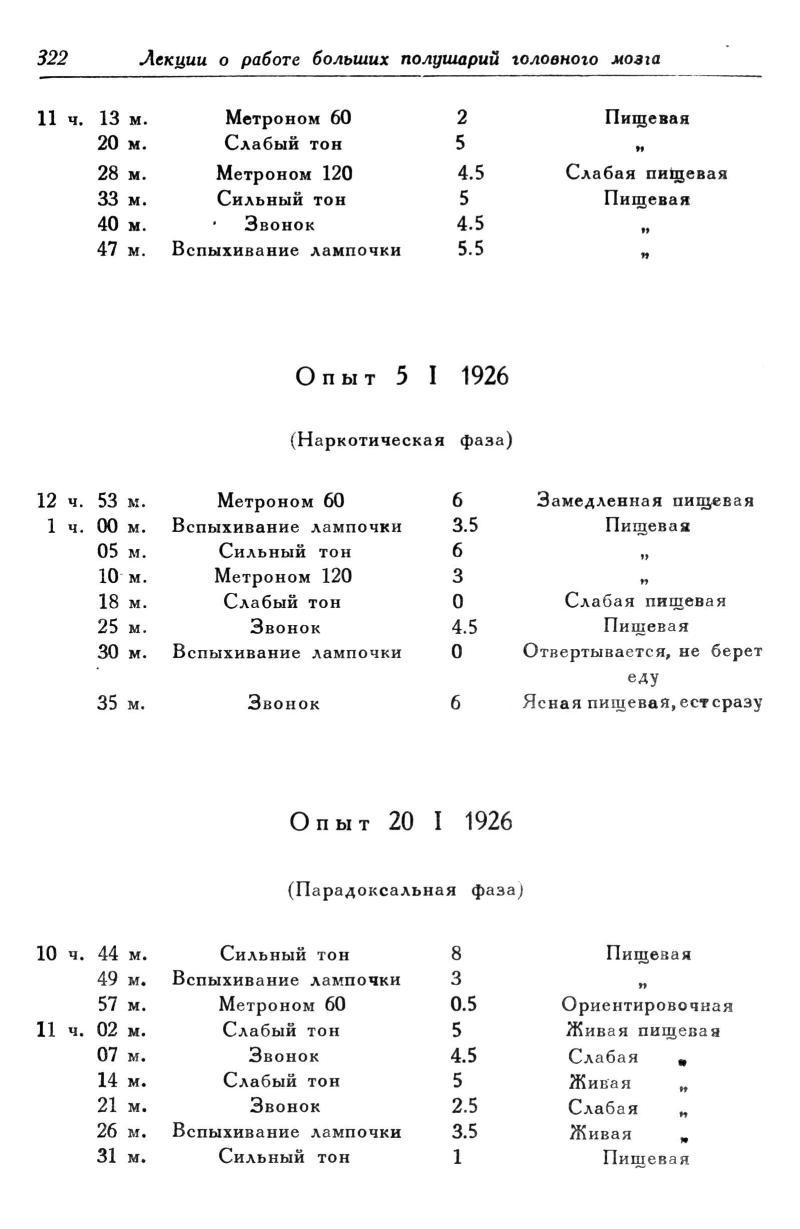 322 Лекции о работе больших полушарий головного мозга
11 ч. 13 м. Метроном 60 2 Пищевая
20 м. Слабый тон 5 „
28 м. Метроном 120 4.5 Слабая пищевая
33 м. Сильный тон 5 Пищевая
40 м. Звонок 4.5 „
47 м. Вспыхивание лампочки 5.5 „
Опыт 5 I 1926
(Наркотическая фаза)
12 ч. 53 м. Метроном 60 6 Замедленная пищевая
1 ч. 00 м. Вспыхивание лампочки 3.5 Пищевая
05 м. Сильный тон 6 „
10 м. Метроном 120 3 „
18 м. Слабый тон 0 Слабая пищевая
25 м. Звонок 4.5 Пищевая
30 м. Вспыхивание лампочки 0 Отвертывается, не берет
еду
35 м. Звонок 6 Ясная пищевая, ест сразу
Опыт 20 I 1926
(Парадоксальная фаза)
10 ч. 44 м. Сильный тон 8 Пищевая
49 м. Вспыхивание лампочки 3 „
57 м. Метроном 60 0.5 Ориентировочная
11 ч. 02 м. Слабый тон 5 Живая пищевая
07 м. Звонок 4.5 Слабая „
14 м. Слабый тон 5 Живая „
21 м. Звонок 2.5 Слабая „
26 м. Вспыхивание лампочки 3.5 Живая „
31 м. Сильный тон 1 Пищевая